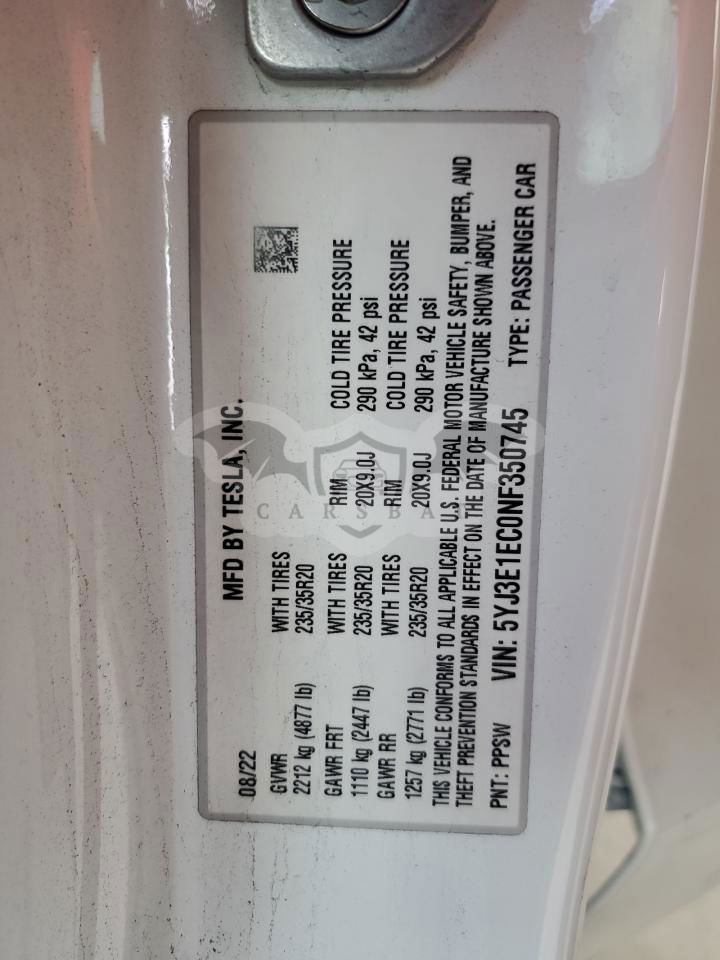 MFD BY TESLA, INC.
08/22
GVWR WITH TIRES
2212 kg (4877 lb) 235/35R20
GAWR FRT WITH TIRES RIM COLD TIRE PRESSURE
1110 kg (2447 lb) 235/35R20 20X9.0J 290 kPa, 42 psi
GAWR RR WITH TIRES RIM COLD TIRE PRESSURE
1257 kg (2771 lb) 235/35R20 20X9.0J 290 kPa, 42 psi
THIS VEHICLE CONFORMS TO ALL APPLICABLE U.S. FEDERAL MOTOR VEHICLE SAFETY, BUMPER, AND
THEFT PREVENTION STANDARDS IN EFFECT ON THE DATE OF MANUFACTURE SHOWN ABOVE.
PNT: PPSW VIN: 5YJ3E1EC0NF350745 TYPE: PASSENGER CAR